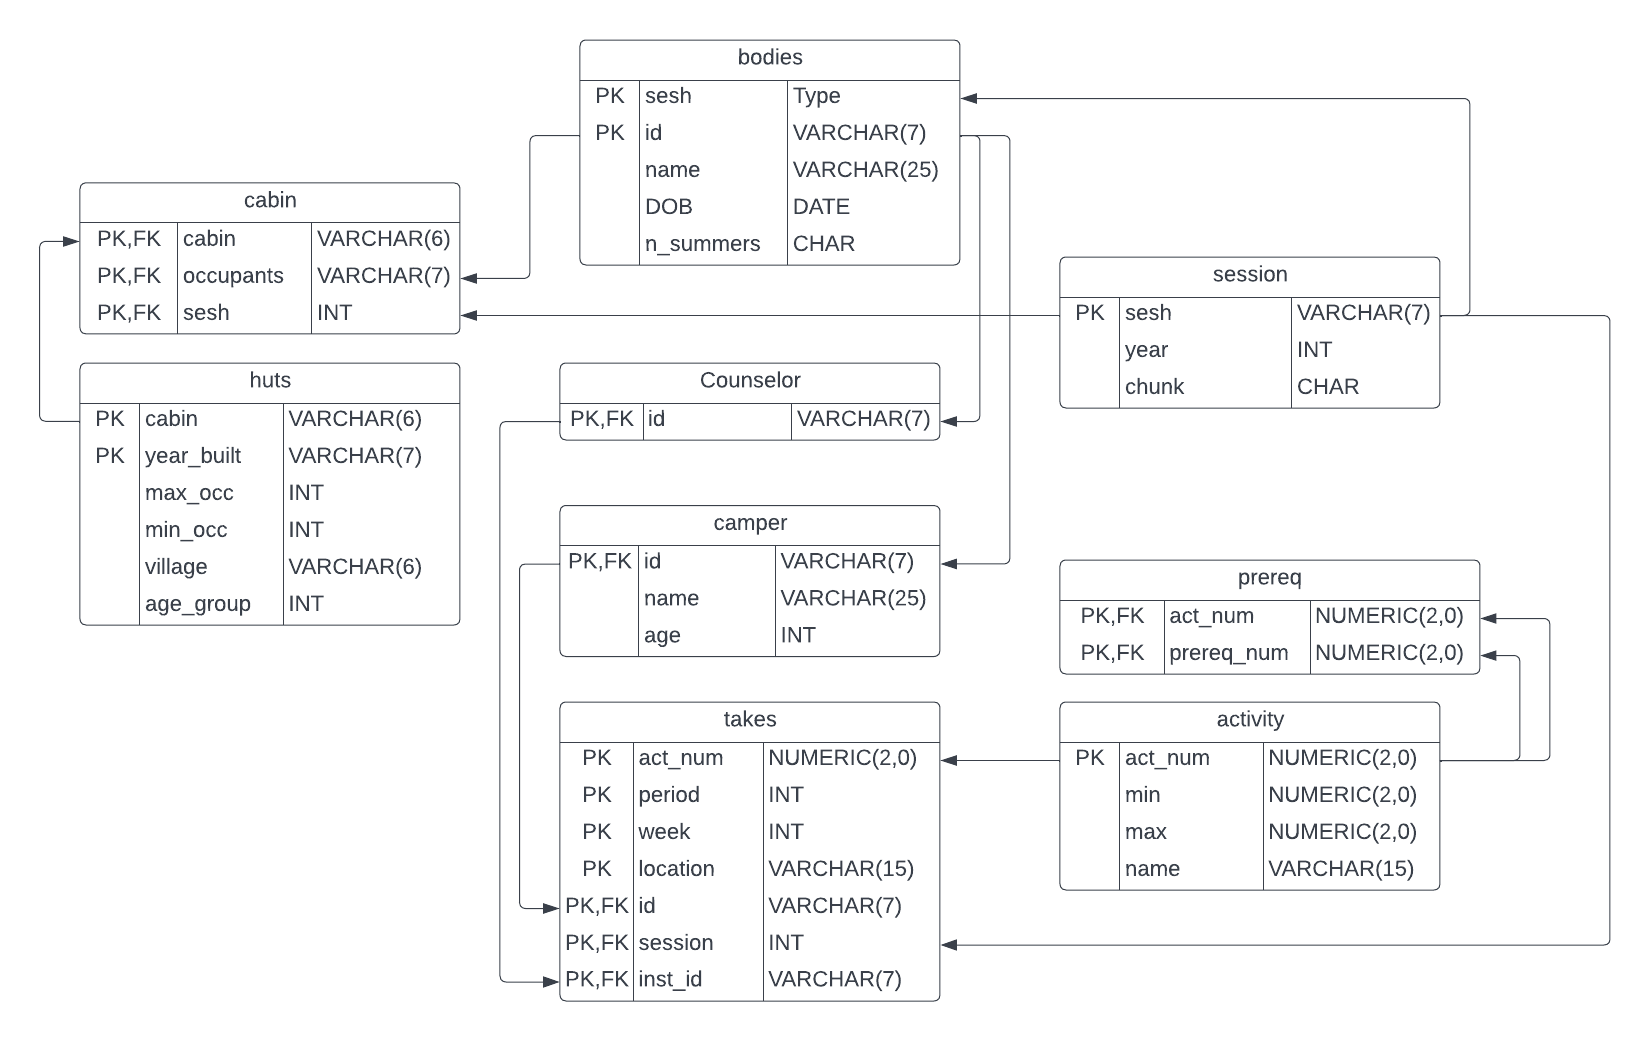 bodies
PK sesh Type
PK id VARCHAR(7)
name VARCHAR(25)
DOB DATE
n_summers CHAR
cabin
PK,FK cabin VARCHAR(6)
PK,FK occupants VARCHAR(7)
PK,FK sesh INT
session
PK sesh VARCHAR(7)
year INT
chunk CHAR
huts
PK cabin VARCHAR(6)
PK year_built VARCHAR(7)
max_occ INT
min_occ INT
village VARCHAR(6)
age_group INT
Counselor
PK,FK id VARCHAR(7)
camper
PK,FK id VARCHAR(7)
name VARCHAR(25)
age INT
prereq
PK,FK act_num NUMERIC(2,0)
PK,FK prereq_num NUMERIC(2,0)
takes
PK act_num NUMERIC(2,0)
PK period INT
PK week INT
PK location VARCHAR(15)
PK,FK id VARCHAR(7)
PK,FK session INT
PK,FK inst_id VARCHAR(7)
activity
PK act_num NUMERIC(2,0)
min NUMERIC(2,0)
max NUMERIC(2,0)
name VARCHAR(15)